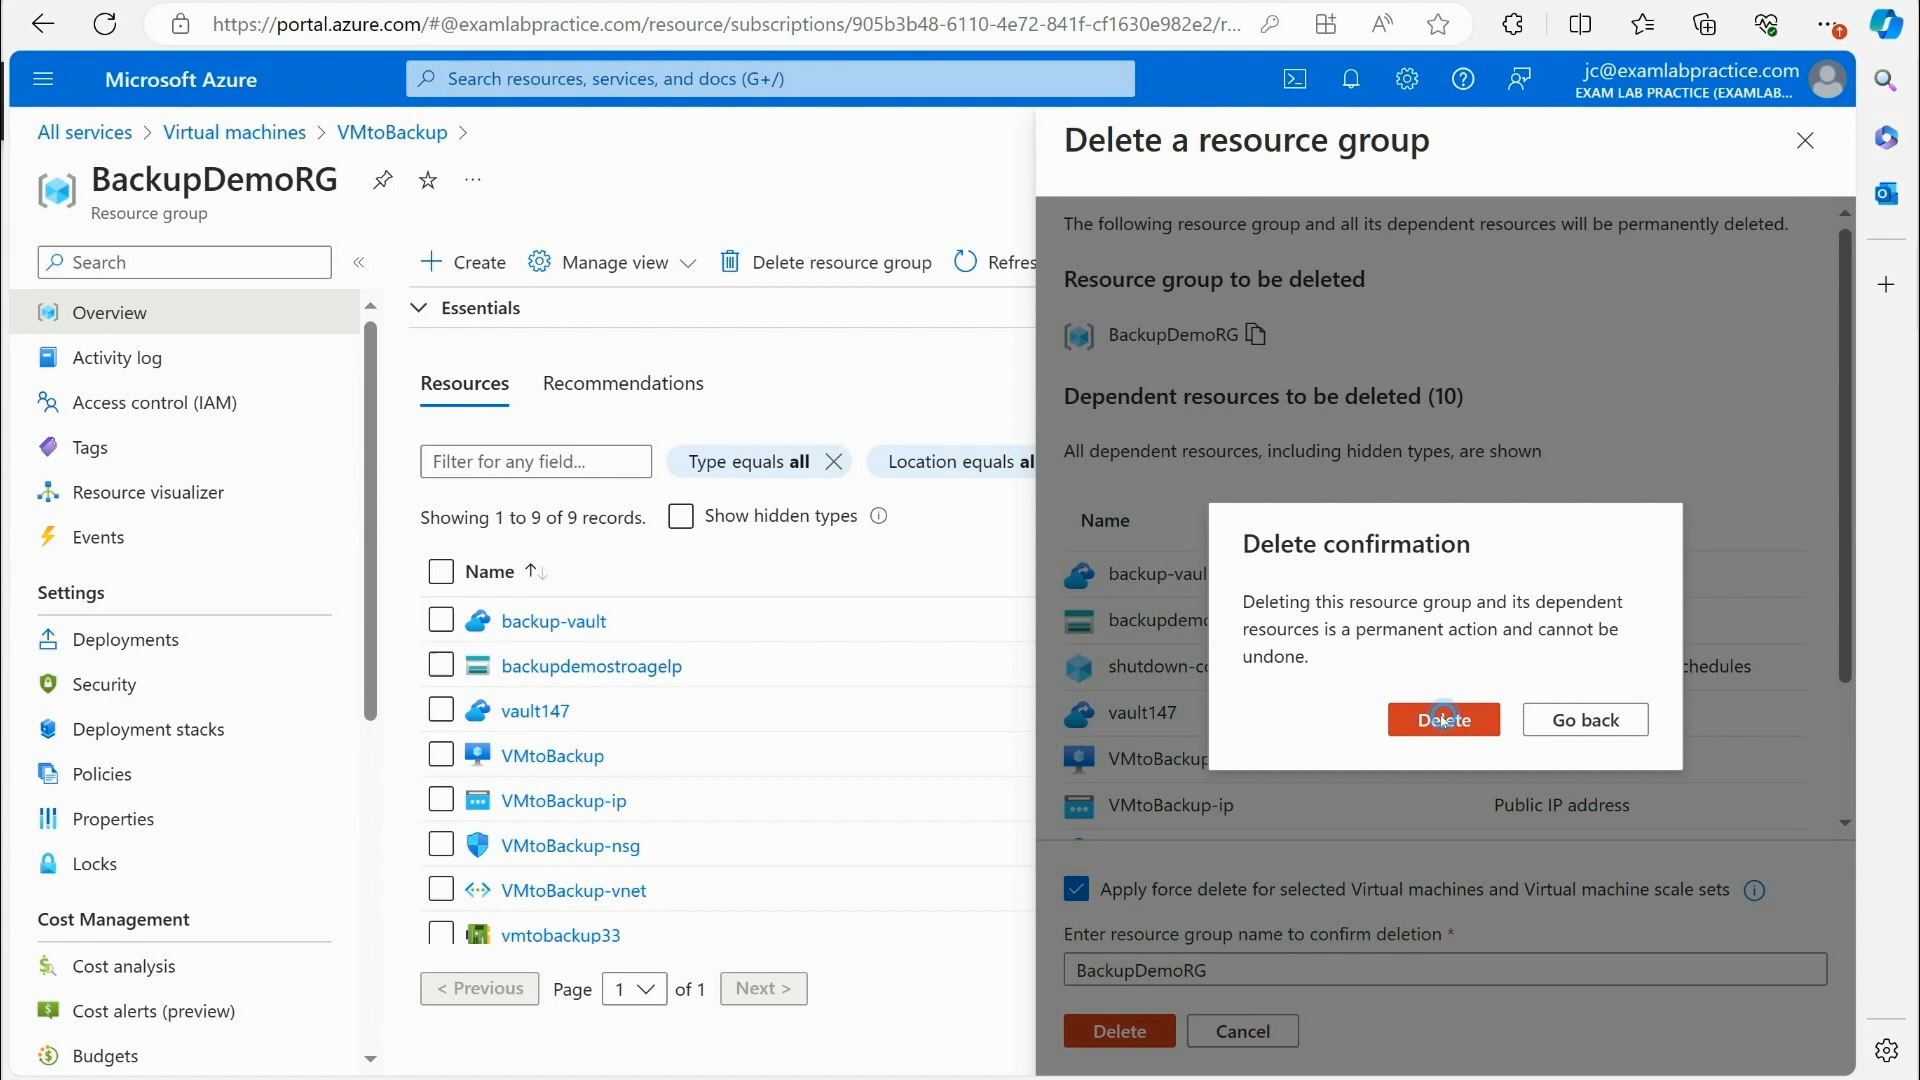 https://portal.azure.com/#@examlabpractice.com/resource/subscriptions/905b3b48-6110-4e72-841f-cf1630e982e2/r...
Microsoft Azure
Search resources, services, and docs (G+/)
jc@examlabpractice.com
EXAM LAB PRACTICE (EXAMLAB...
All services > Virtual machines > VMtoBackup >
BackupDemoRG
Resource group
Search
Overview
Activity log
Access control (IAM)
Tags
Resource visualizer
Events
Settings
Deployments
Security
Deployment stacks
Policies
Properties
Locks
Cost Management
Cost analysis
Cost alerts (preview)
Budgets
Create
Manage view
Delete resource group
Refres
Essentials
Resources
Recommendations
Filter for any field...
Type equals all
Location equals al
Showing 1 to 9 of 9 records.
Show hidden types
Name
backup-vault
backupdemostroagelp
vault147
VMtoBackup
VMtoBackup-ip
VMtoBackup-nsg
VMtoBackup-vnet
vmtobackup33
< Previous
Page
1
of 1
Next >
Delete a resource group
The following resource group and all its dependent resources will be permanently deleted.
Resource group to be deleted
BackupDemoRG
Dependent resources to be deleted (10)
All dependent resources, including hidden types, are shown
Name
backup-vaul
backupdemo
shutdown-co
chedules
vault147
VMtoBackup
VMtoBackup-ip
Public IP address
Delete confirmation
Deleting this resource group and its dependent
resources is a permanent action and cannot be
undone.
Delete
Go back
Apply force delete for selected Virtual machines and Virtual machine scale sets
Enter resource group name to confirm deletion *
BackupDemoRG
Delete
Cancel